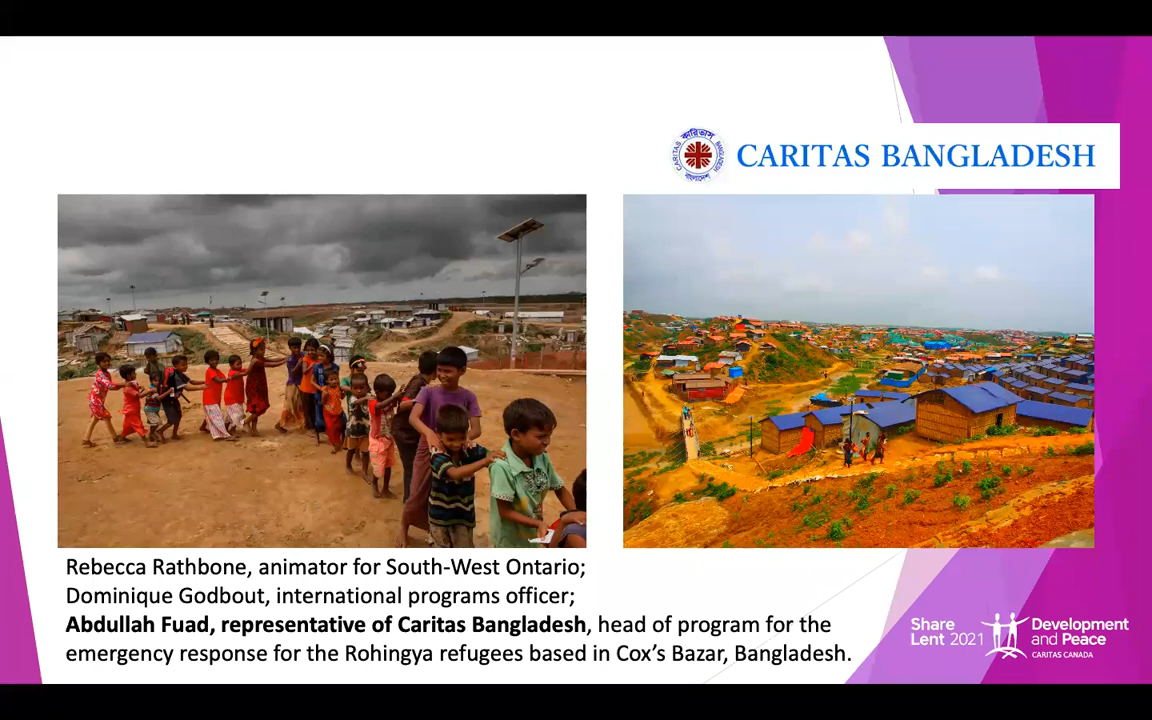 কারিতাস
CARITAS
BANGLADESH
বাংলাদেশ
CARITAS BANGLADESH
Rebecca Rathbone, animator for South-West Ontario;
Dominique Godbout, international programs officer;
Abdullah Fuad, representative of Caritas Bangladesh, head of program for the
emergency response for the Rohingya refugees based in Cox’s Bazar, Bangladesh.
Share
Lent 2021
Development
and Peace
CARITAS CANADA